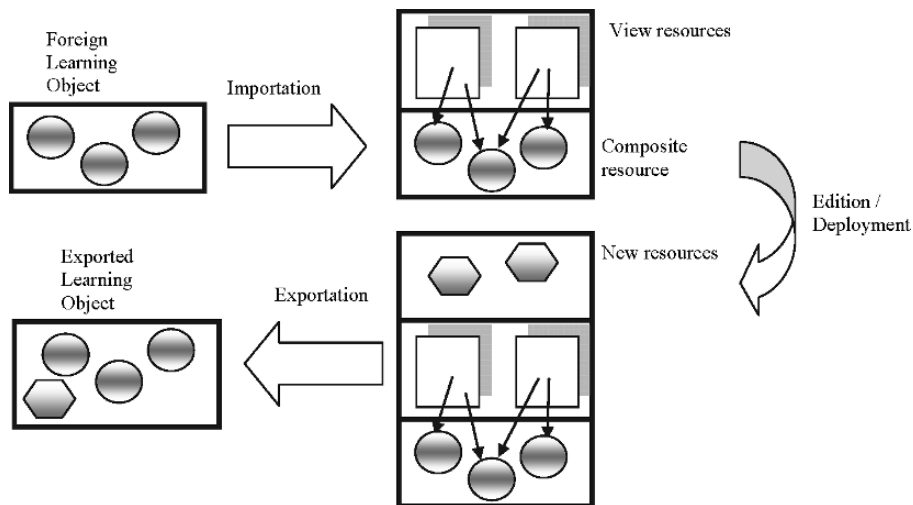 Foreign
Learning
Object
Importation
View resources
Composite
resource
Edition /
Deployment
New resources
Exported
Learning
Object
Exportation